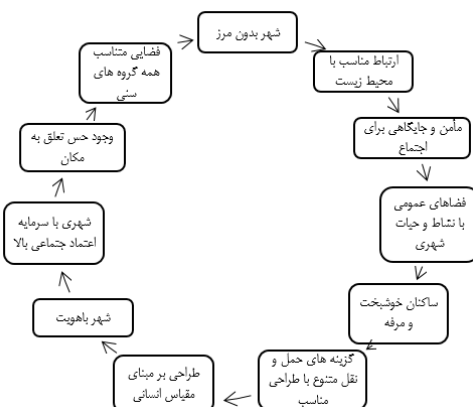 شهر بدون مرز
ارتباط مناسب با
محیط زیست
مأمن و جایگاهی برای
اجتماع
فضاهای عمومی
با نشاط و حیات
شهری
ساکنان خوشبخت
و مرفه
گزینه های حمل و
نقل متنوع با طراحی
مناسب
طراحی بر مبنای
مقیاس انسانی
شهر باهویت
شهری با سرمایه
اعتماد جتماعی بالا
وجود حس تعلق به
مکان
فضایی متناسب
همه گروه های
سنی